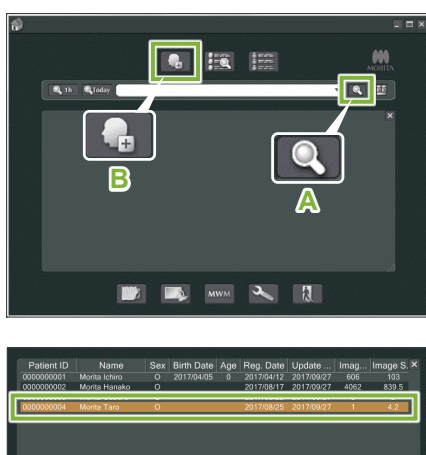 MORITA
1h Today
B
A
MWM
Patient ID Name Sex Birth Date Age Reg. Date Update ... Imag... Image S. ×
0000000001 Morita Ichiro O 2017/04/05 0 2017/04/12 2017/09/27 606 103
0000000002 Morita Hanako O 2017/08/17 2017/09/27 4062 839.5
0000000004 Morita Taro O 2017/08/25 2017/09/27 1 4.2